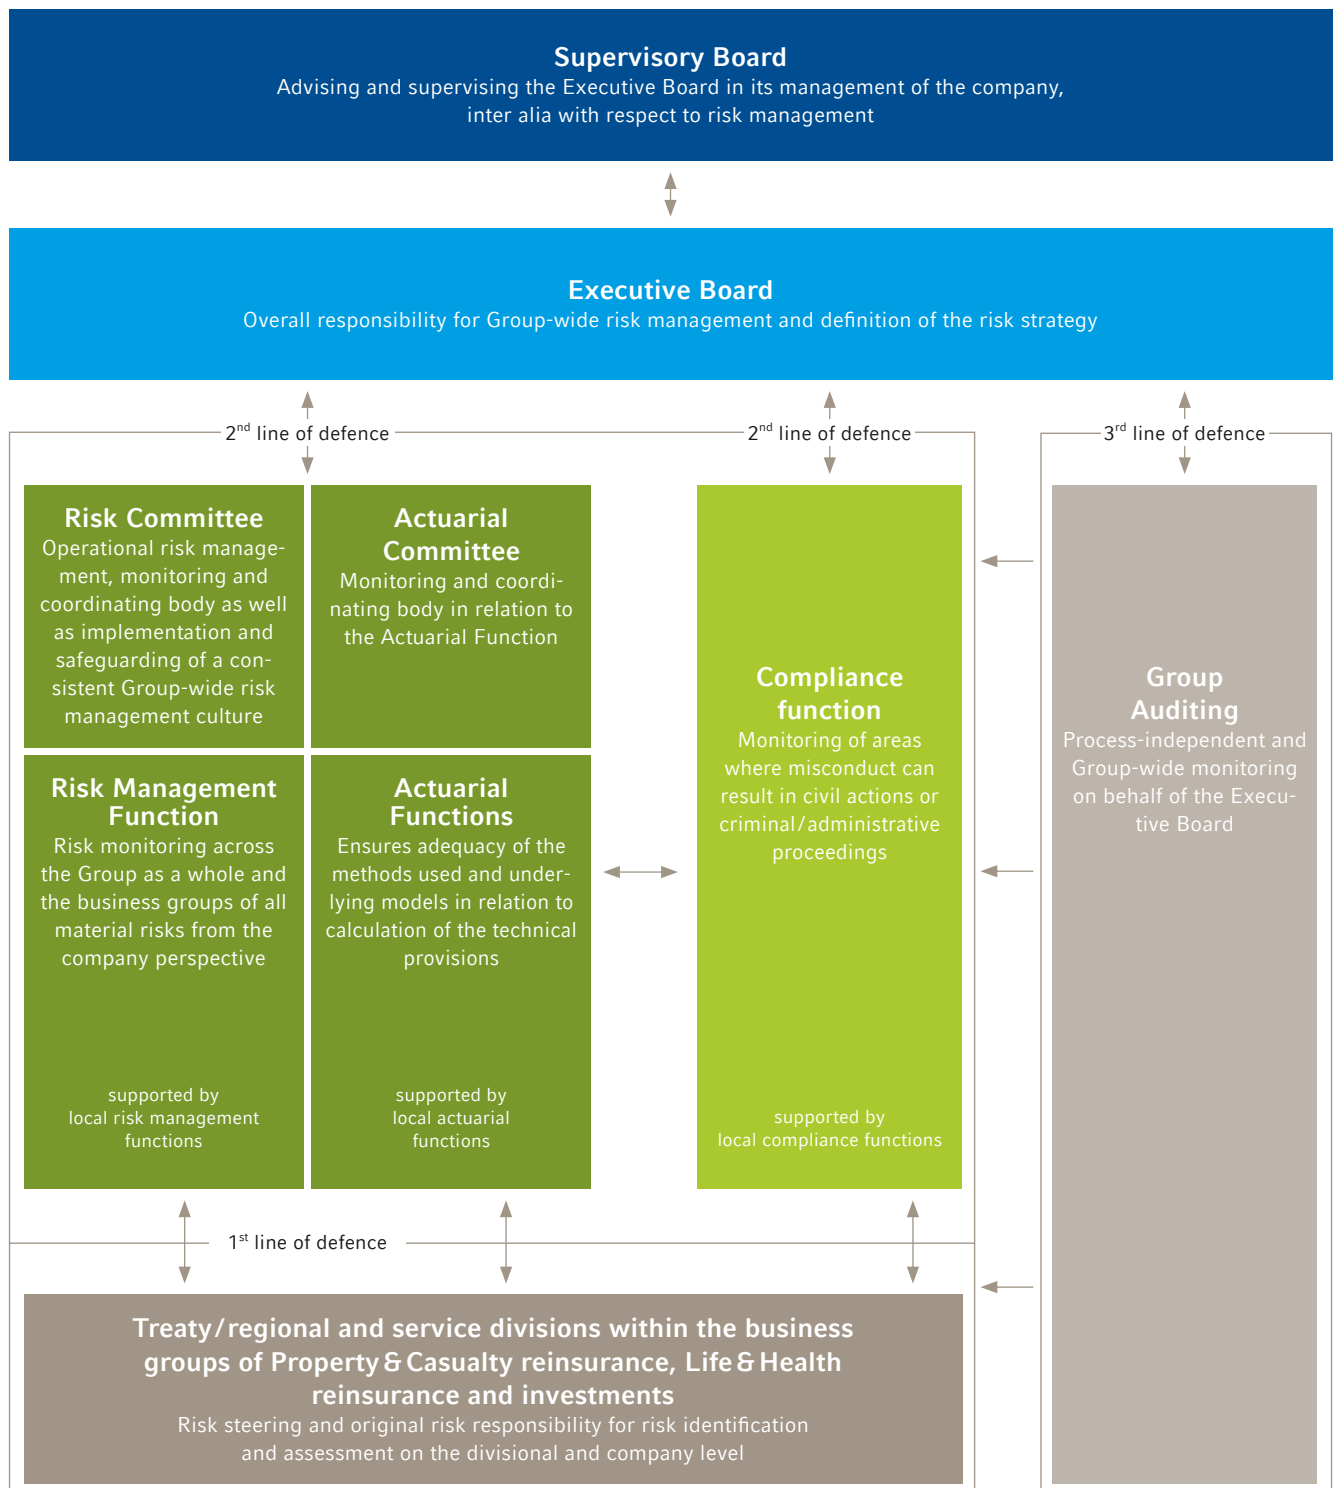 Supervisory Board
Advising and supervising the Executive Board in its management of the company,
inter alia with respect to risk management
Executive Board
Overall responsibility for Group-wide risk management and definition of the risk strategy
2nd line of defence
2nd line of defence
3rd line of defence
Risk Committee
Operational risk manage-
ment, monitoring and
coordinating body as well
as implementation and
safeguarding of a con-
sistent Group-wide risk
management culture
Actuarial
Committee
Monitoring and coordi-
nating body in relation to
the Actuarial Function
Risk Management
Function
Risk monitoring across
the Group as a whole and
the business groups of all
material risks from the
company perspective
supported by
local risk management
functions
Actuarial
Functions
Ensures adequacy of the
methods used and under-
lying models in relation to
calculation of the technical
provisions
supported by
local actuarial
functions
Compliance
function
Monitoring of areas
where misconduct can
result in civil actions or
criminal/administrative
proceedings
supported by
local compliance functions
Group
Auditing
Process-independent and
Group-wide monitoring
on behalf of the Execu-
tive Board
1st line of defence
Treaty/regional and service divisions within the business
groups of Property & Casualty reinsurance, Life & Health
reinsurance and investments
Risk steering and original risk responsibility for risk identification
and assessment on the divisional and company level